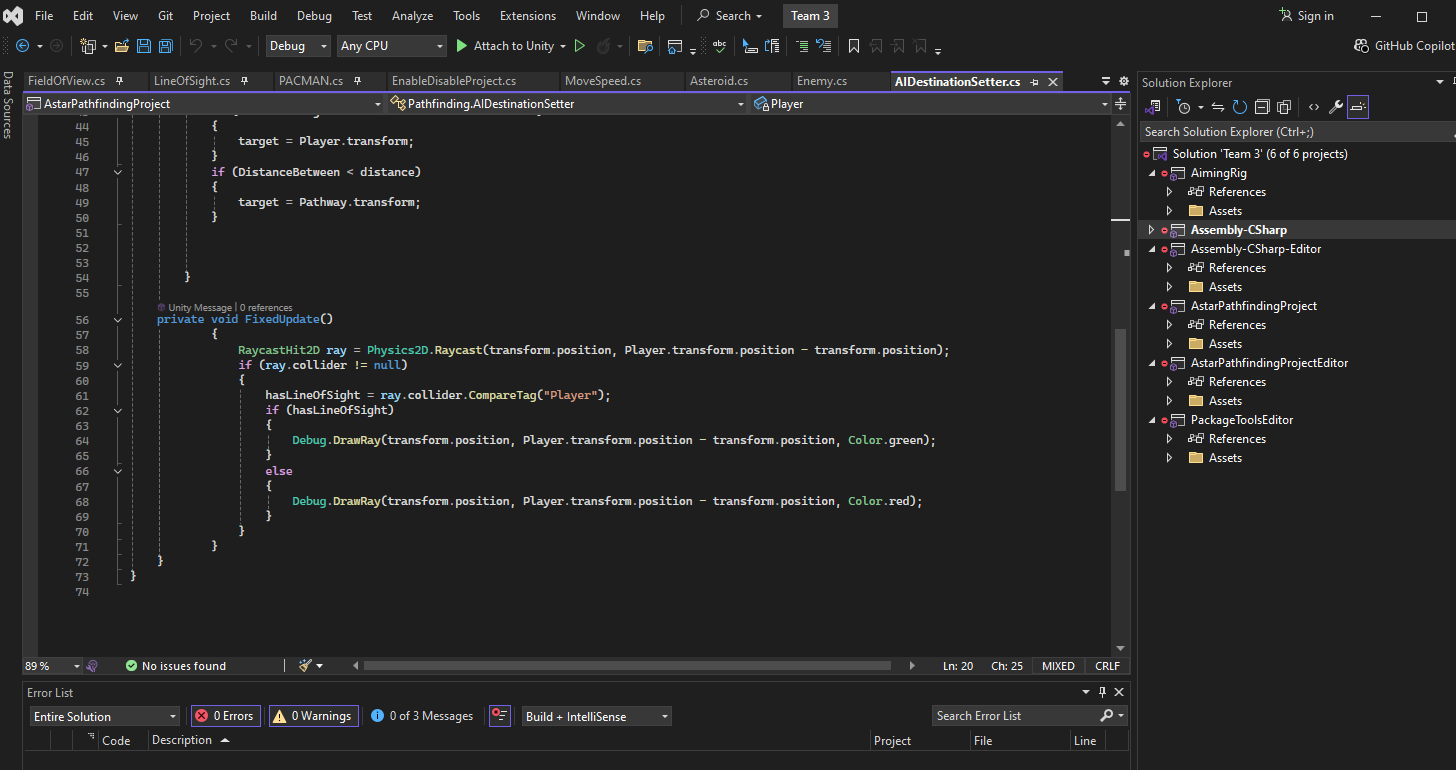 File Edit View Git Project Build Debug Test Analyze Tools Extensions Window Help Search Team 3 Sign in
Debug Any CPU Attach to Unity GitHub Copilot
Data Sources
FieldOfView.cs LineOfSight.cs PACMAN.cs EnableDisableProject.cs MoveSpeed.cs Asteroid.cs Enemy.cs AIDestinationSetter.cs
AstarPathfindingProject Pathfinding.AIDestinationSetter Player
44 {
45 target = Player.transform;
46 }
47 if (DistanceBetween < distance)
48 {
49 target = Pathway.transform;
50 }
51
52
53
54 }
55
Unity Message | 0 references
56 private void FixedUpdate()
57 {
58 RaycastHit2D ray = Physics2D.Raycast(transform.position, Player.transform.position - transform.position);
59 if (ray.collider != null)
60 {
61 hasLineOfSight = ray.collider.CompareTag("Player");
62 if (hasLineOfSight)
63 {
64 Debug.DrawRay(transform.position, Player.transform.position - transform.position, Color.green);
65 }
66 else
67 {
68 Debug.DrawRay(transform.position, Player.transform.position - transform.position, Color.red);
69 }
70 }
71 }
72 }
73 }
74
89 % No issues found Ln: 20 Ch: 25 MIXED CRLF
Error List
Entire Solution 0 Errors 0 Warnings 0 of 3 Messages Build + IntelliSense Search Error List
Code Description Project File Line
Solution Explorer
Search Solution Explorer (Ctrl+;)
Solution 'Team 3' (6 of 6 projects)
AimingRig
References
Assets
Assembly-CSharp
Assembly-CSharp-Editor
References
Assets
AstarPathfindingProject
References
Assets
AstarPathfindingProjectEditor
References
Assets
PackageToolsEditor
References
Assets